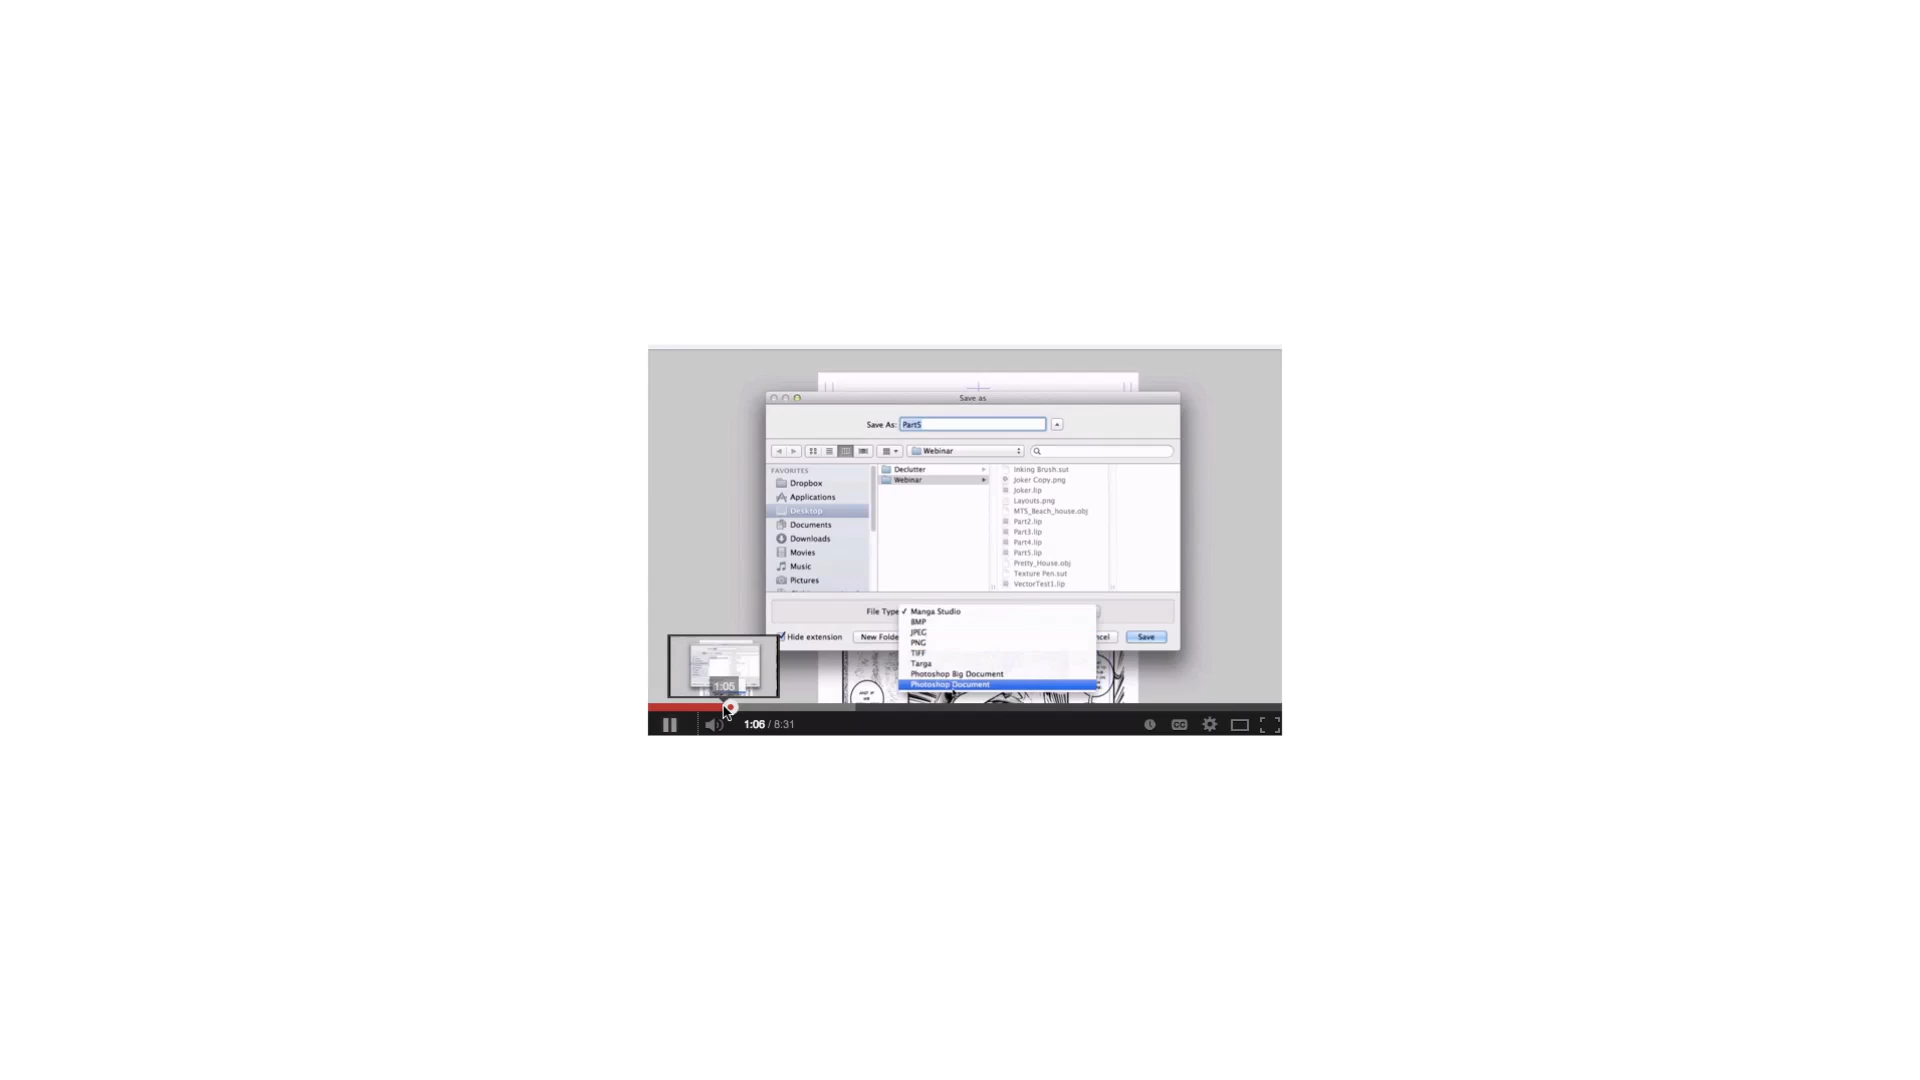 Save as
Save As: Part5
Webinar
FAVORITES
Dropbox
Applications
Desktop
Documents
Downloads
Movies
Music
Pictures
Declutter
Webinar
Inking Brush.sut
Joker Copy.png
Joker.lip
Layouts.png
MTS_Beach_house.obj
Part2.lip
Part3.lip
Part4.lip
Part5.lip
Pretty_House.obj
Texture Pen.sut
VectorTest1.lip
File Type
✓ Manga Studio
BMP
JPEG
PNG
TIFF
Targa
Photoshop Big Document
Photoshop Document
Hide extension
New Folde
ncel
Save
1:05
1:06 / 8:31
CC